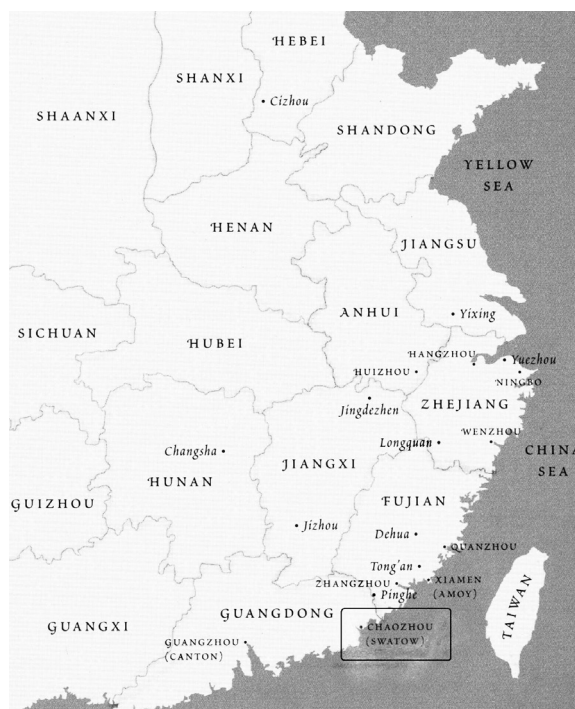 HEBEI
SHANXI
Cizhou
SHAANXI
SHANDONG
YELLOW
SEA
HENAN
JIANGSU
ANHUI
Yixing
SICHUAN
HUBEI
HANGZHOU
Yuezhou
HUIZHOU
NINGBO
Jingdezhen
ZHEJIANG
WENZHOU
Longquan
Changsha
CHINA
SEA
JIANGXI
HUNAN
GUIZHOU
FUJIAN
Jizhou
Dehua
QUANZHOU
Tong'an
ZHANGZHOU
XIAMEN
(AMOY)
Pinghe
TAIWAN
GUANGDONG
GUANGXI
CHAOZHOU
(SWATOW)
GUANGZHOU
(CANTON)